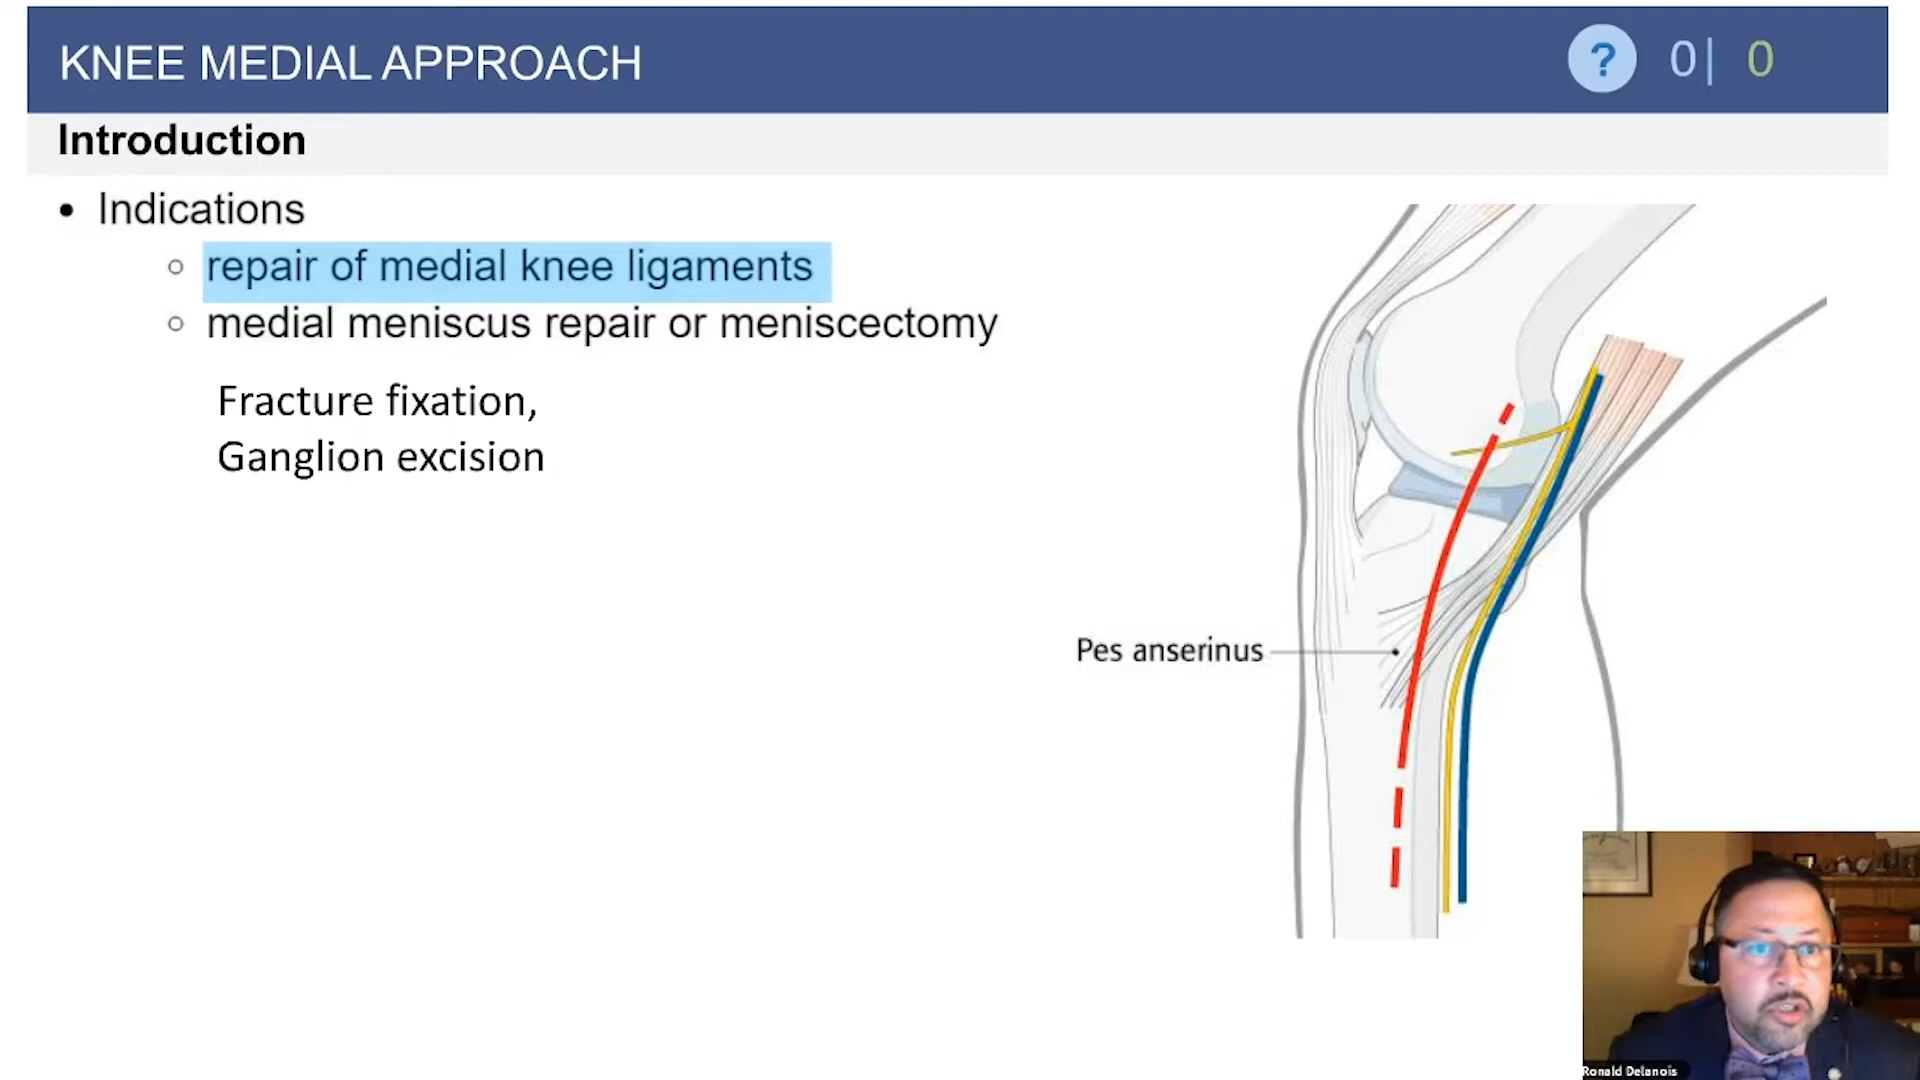 KNEE MEDIAL APPROACH
? 0| 0
Introduction
• Indications
○ repair of medial knee ligaments
○ medial meniscus repair or meniscectomy
Fracture fixation,
Ganglion excision
Pes anserinus
Ronald Delanois